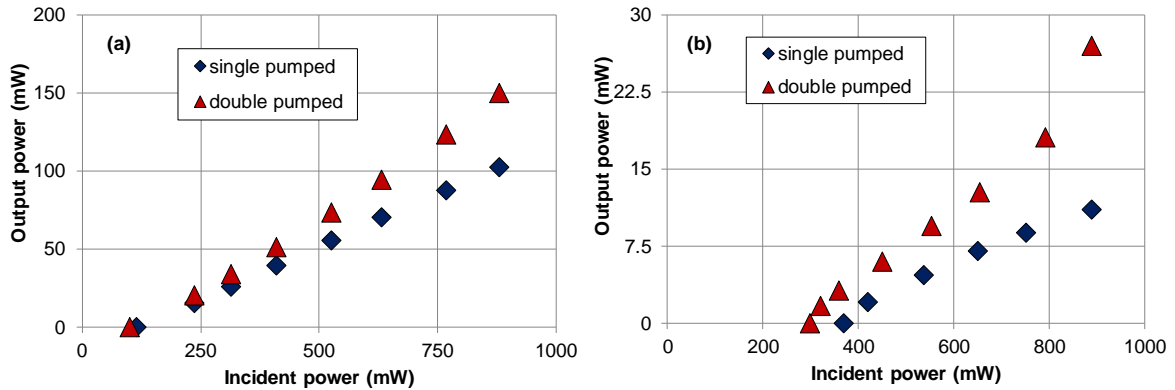 (a)
single pumped
double pumped
Output power (mW)
200
150
100
50
0
0 250 500 750 1000
Incident power (mW)
(b)
single pumped
double pumped
Output power (mW)
30
22.5
15
7.5
0
0 200 400 600 800 1000
Incident power (mW)